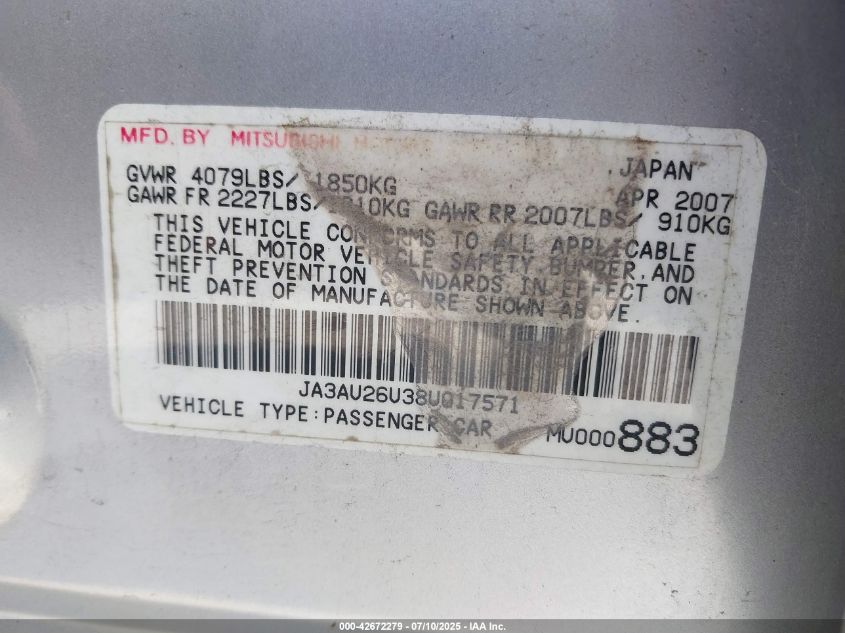 MFD. BY MITSUBISHI MOTORS
JAPAN
GVWR 4079LBS/ 1850KG APR 2007
GAWR FR 2227LBS/ 1010KG GAWR RR 2007LBS/ 910KG
THIS VEHICLE CONFORMS TO ALL APPLICABLE
FEDERAL MOTOR VEHICLE SAFETY, BUMPER, AND
THEFT PREVENTION STANDARDS IN EFFECT ON
THE DATE OF MANUFACTURE SHOWN ABOVE.
JA3AU26U38U017571
VEHICLE TYPE:PASSENGER CAR MU000883
000-42672279 - 07/10/2025 - IAA Inc.